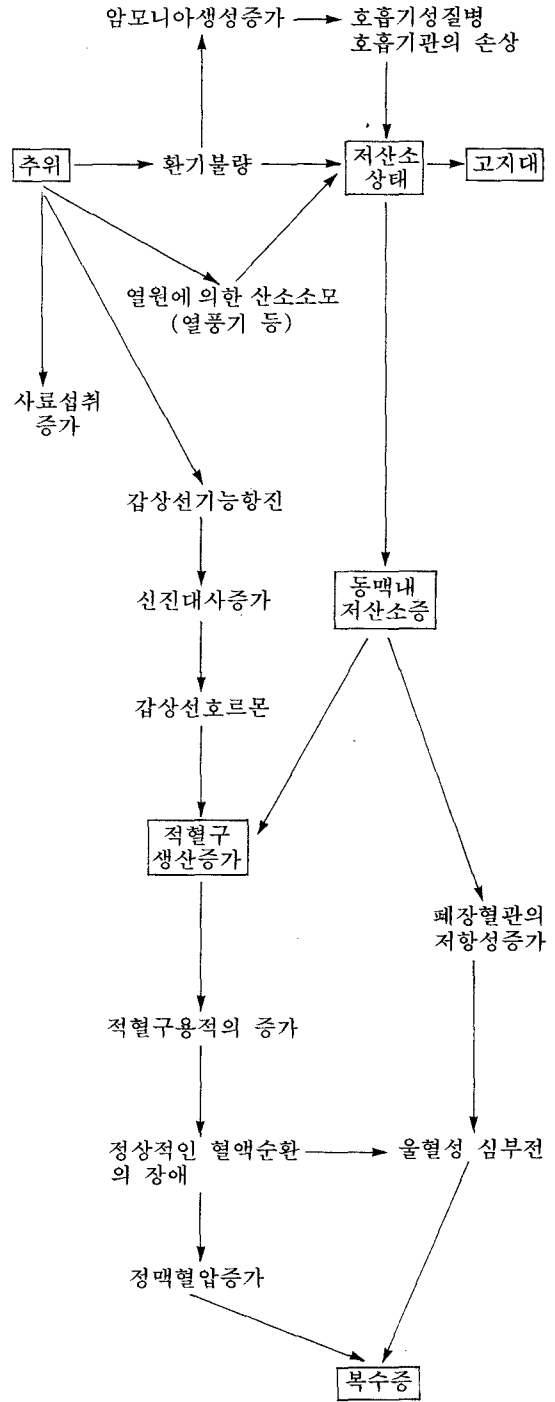 암모니아생성증가
호흡기성질병
호흡기관의 손상
추위
환기불량
저산소
상태
고지대
열원에 의한 산소소모
(열풍기 등)
사료섭취
증가
갑상선기능항진
신진대사증가
동맥내
저산소증
갑상선호르몬
적혈구
생산증가
폐장혈관의
저항성증가
적혈구용적의 증가
정상적인 혈액순환
의 장애
울혈성 심부전
정맥혈압증가
복수증